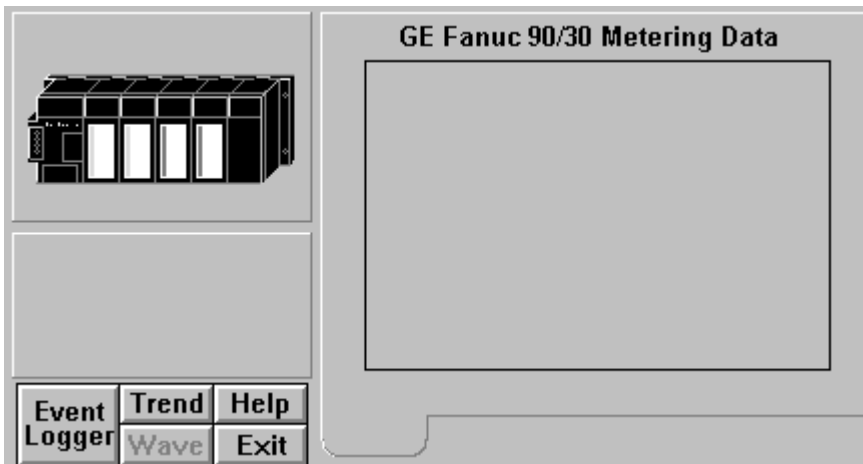 GE Fanuc 90/30 Metering Data
Event
Logger
Trend
Help
Wave
Exit